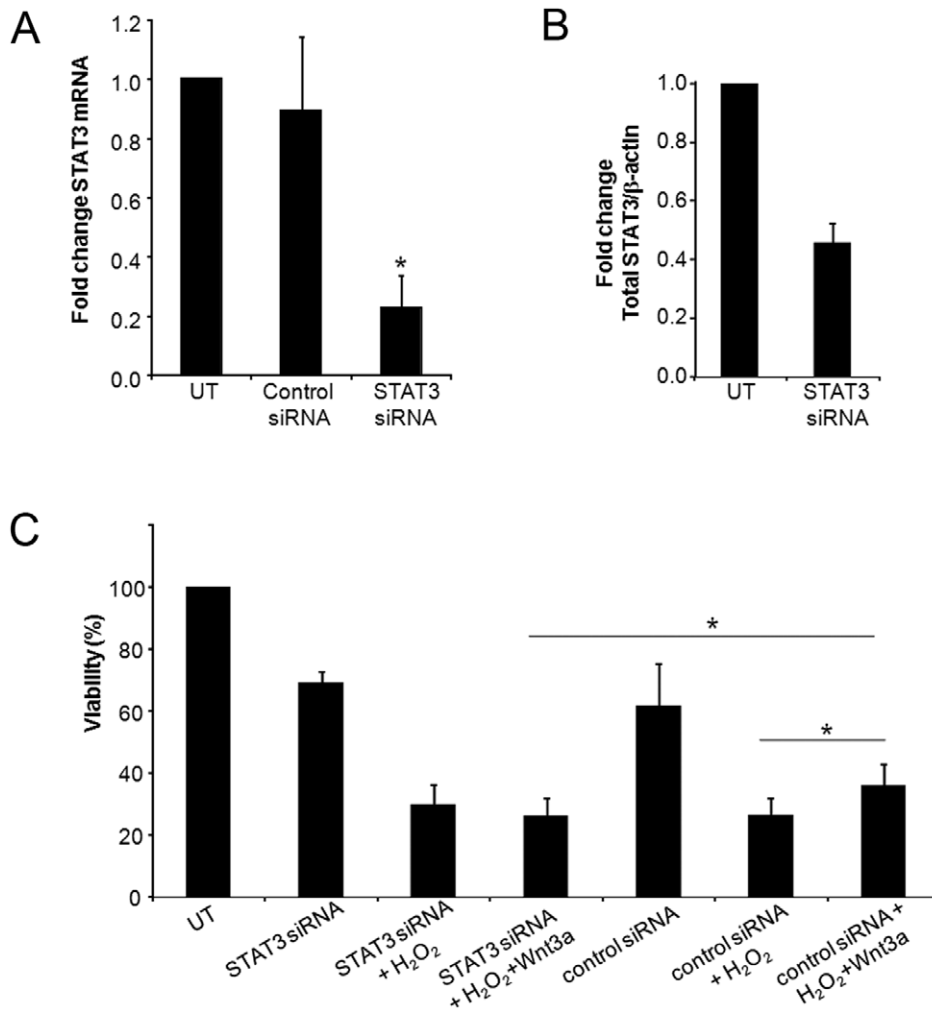 A
Fold change STAT3 mRNA
1.2
1.0
0.8
0.6
0.4
0.2
0.0
*
UT
Control
siRNA
STAT3
siRNA
B
Fold change
Total STAT3/β-actin
1.0
0.8
0.6
0.4
0.2
0.0
UT
STAT3
siRNA
C
Viability (%)
100
80
60
40
20
0
*
*
UT
STAT3 siRNA
STAT3 siRNA
+ H₂O₂
STAT3 siRNA
+ H₂O₂+Wnt3a
control siRNA
control siRNA
+ H₂O₂
control siRNA +
H₂O₂+Wnt3a